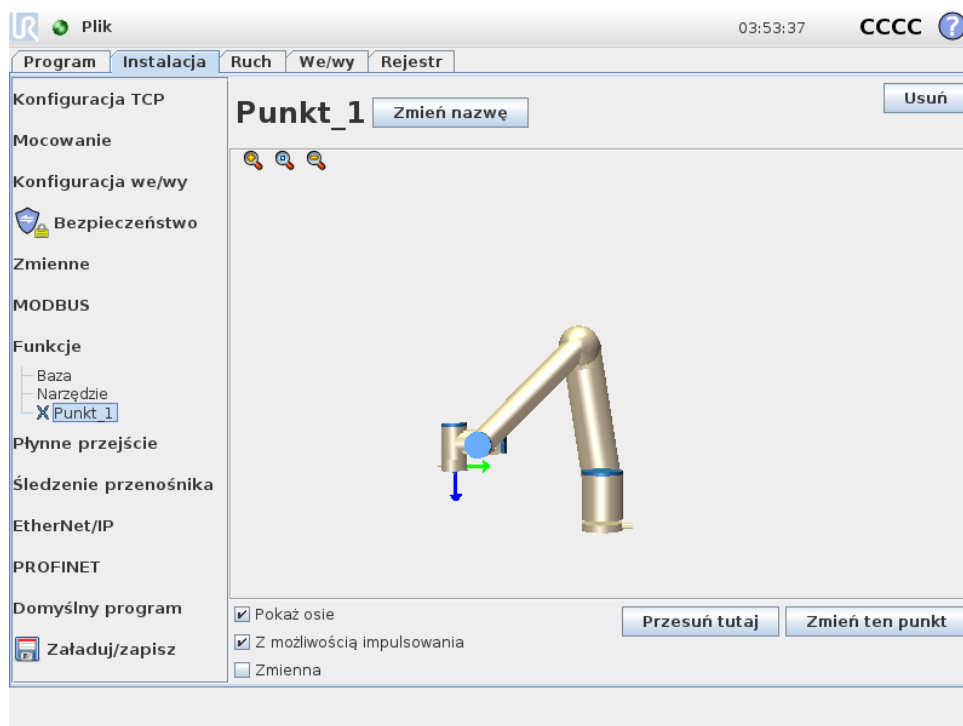 UR Plik 03:53:37 CCCC ?
Program Instalacja Ruch We/wy Rejestr
Konfiguracja TCP
Mocowanie
Konfiguracja we/wy
Bezpieczeństwo
Zmienne
MODBUS
Funkcje
Baza
Narzędzie
Punkt_1
Płynne przejście
Śledzenie przenośnika
EtherNet/IP
PROFINET
Domyślny program
Załaduj/zapisz
Punkt_1 Zmień nazwę Usuń
Pokaż osie
Z możliwością impulsowania
Zmienna
Przesuń tutaj Zmień ten punkt